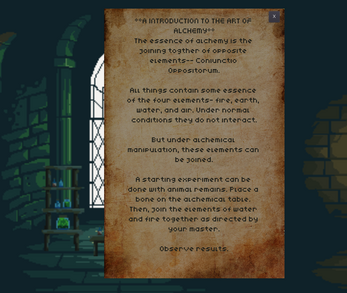 **A INTRODUCTION TO THE ART OF
ALCHEMY**
The essence of alchemy is the
joining togther of opposite
elements-- Coniunctio
Oppositorum.
All things contain some essence
of the four elements- fire, earth,
water, and air. Under normal
conditions they do not interact.
But under alchemical
manipulation, these elements can
be joined.
A starting experiment can be
done with animal remains. Place a
bone on the alchemical table.
Then, join the elements of water
and fire together as directed by
your master.
Observe results.